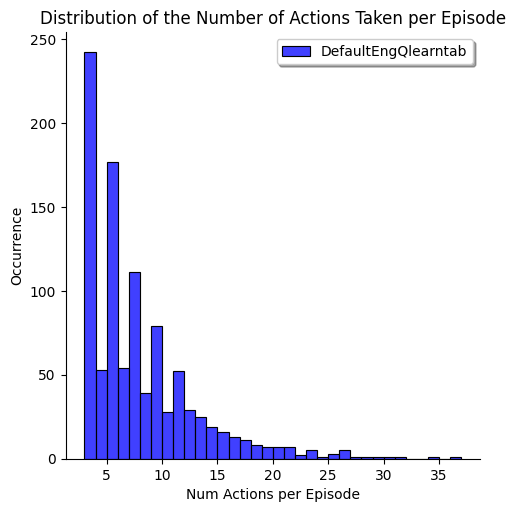 Distribution of the Number of Actions Taken per Episode
DefaultEngQlearntab
250
200
150
100
50
0
Occurrence
5 10 15 20 25 30 35
Num Actions per Episode